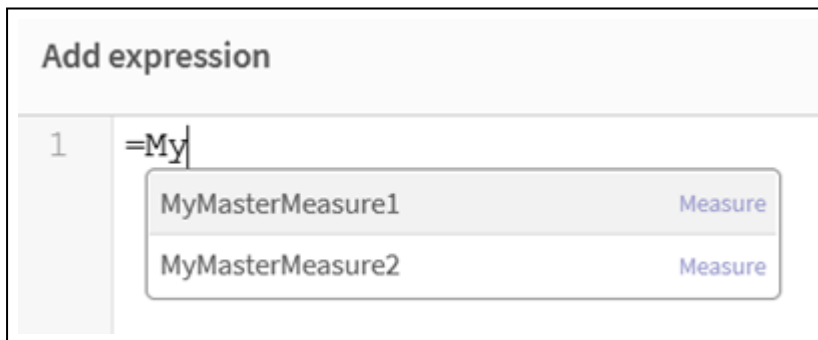 Add expression
1 =My
MyMasterMeasure1 Measure
MyMasterMeasure2 Measure